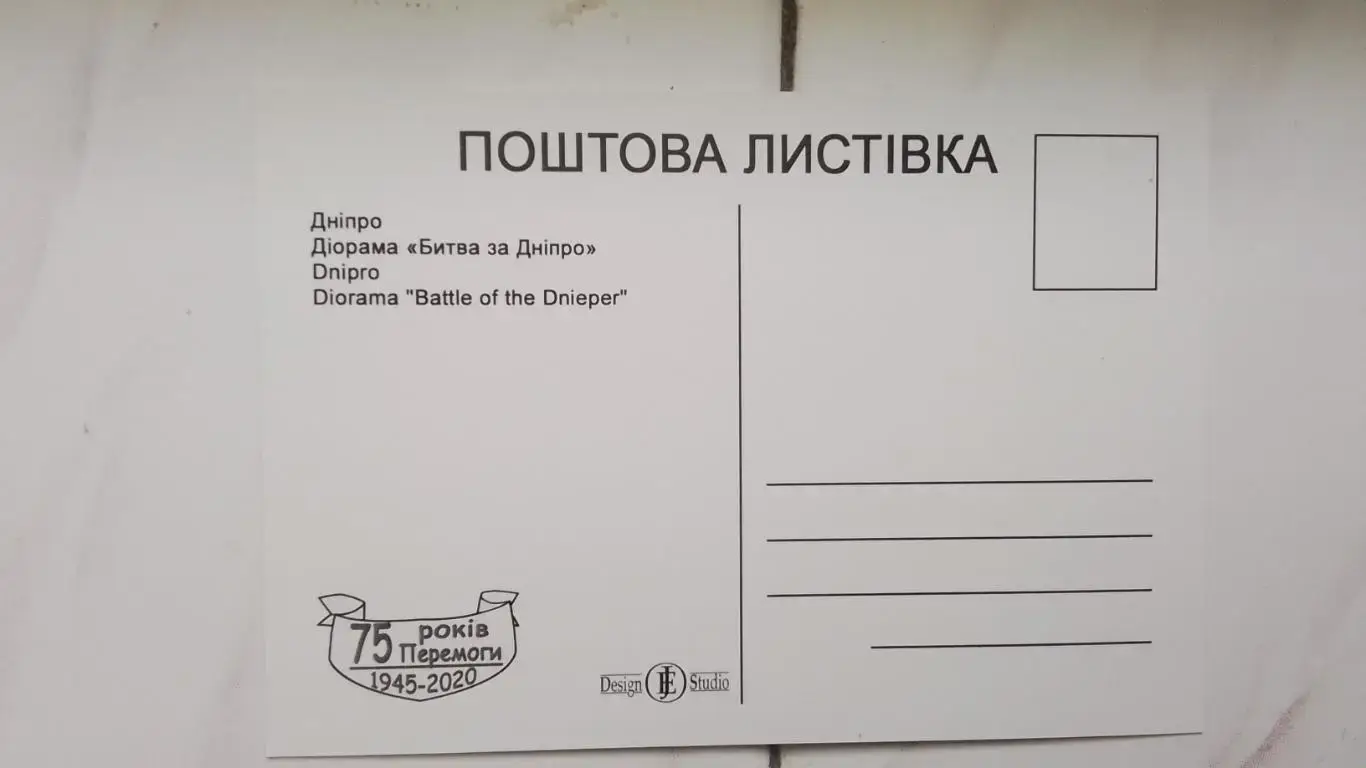 ПОШТОВА ЛИСТІВКА
Дніпро
Діорама «Битва за Дніпро»
Dnipro
Diorama "Battle of the Dnieper"
75 років
Перемоги
1945-2020
Design JE Studio